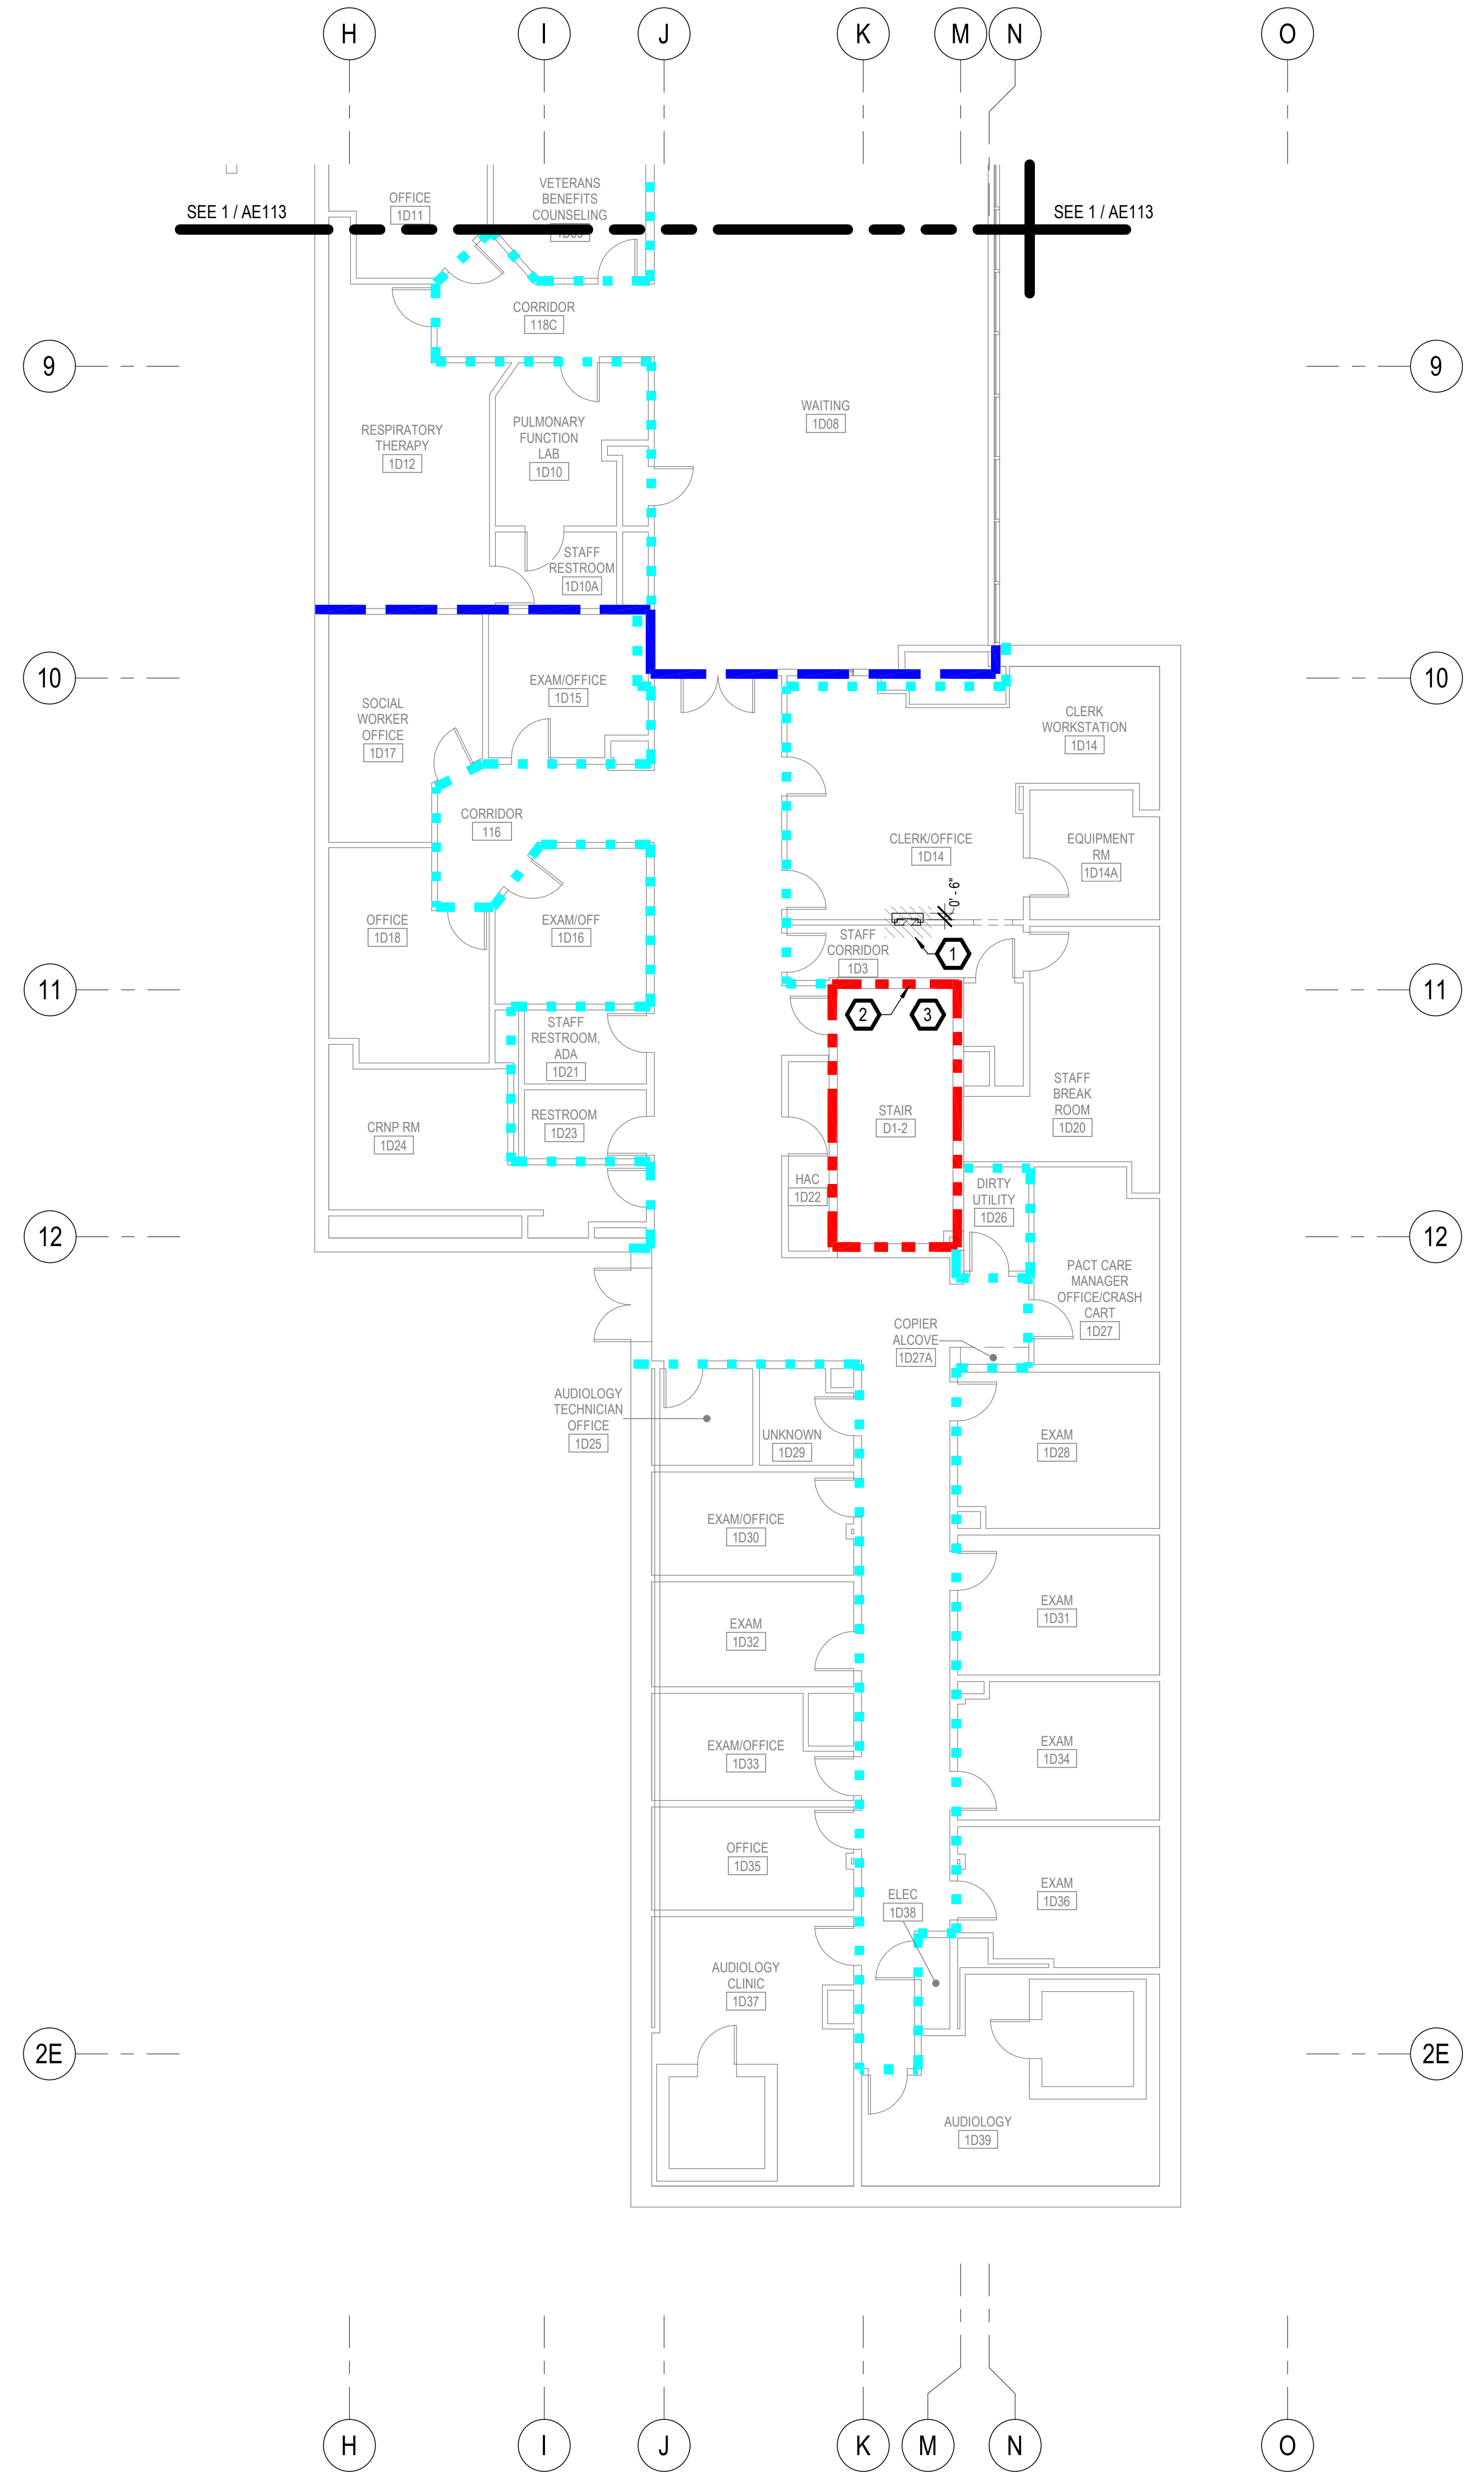 H
I
J
K
M
N
O
OFFICE
1D11
VETERANS
BENEFITS
COUNSELING
SEE 1 / AE113
SEE 1 / AE113
CORRIDOR
118C
9
9
WAITING
1D08
RESPIRATORY
THERAPY
1D12
PULMONARY
FUNCTION
LAB
1D10
STAFF
RESTROOM
1D10A
10
10
EXAM/OFFICE
1D15
SOCIAL
WORKER
OFFICE
1D17
CLERK
WORKSTATION
1D14
CORRIDOR
116
CLERK/OFFICE
1D14
EQUIPMENT
RM
1D14A
0' - 6"
OFFICE
1D18
EXAM/OFF
1D16
STAFF
CORRIDOR
1D3
1
11
11
2
3
STAFF
RESTROOM,
ADA
1D21
STAFF
BREAK
ROOM
1D20
STAIR
D1-2
RESTROOM
1D23
CRNP RM
1D24
HAC
1D22
DIRTY
UTILITY
1D26
12
12
PACT CARE
MANAGER
OFFICE/CRASH
CART
1D27
COPIER
ALCOVE
1D27A
AUDIOLOGY
TECHNICIAN
OFFICE
1D25
UNKNOWN
1D29
EXAM
1D28
EXAM/OFFICE
1D30
EXAM
1D31
EXAM
1D32
EXAM/OFFICE
1D33
EXAM
1D34
OFFICE
1D35
EXAM
1D36
ELEC
1D38
AUDIOLOGY
CLINIC
1D37
2E
2E
AUDIOLOGY
1D39
H
I
J
K
M
N
O